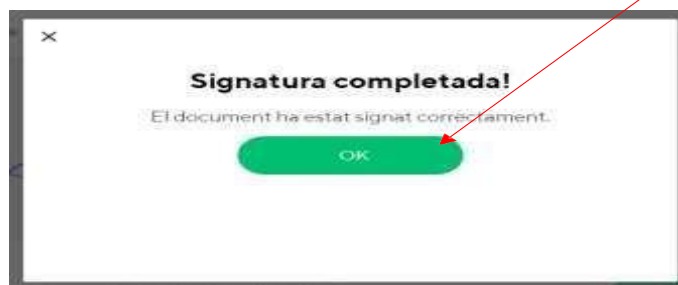 Signatura completada!
El document ha estat signat correctament.
OK